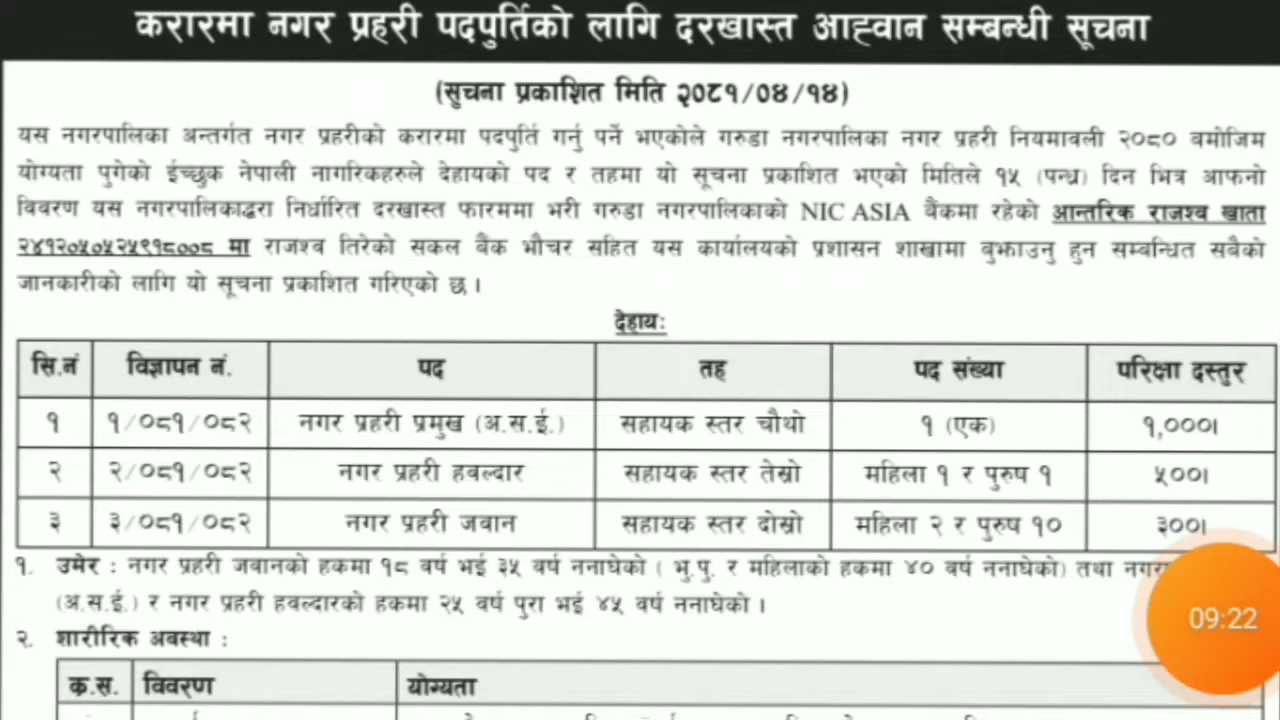 करारमा नगर प्रहरी पदपुर्तिको लागि दरखास्त आह्वान सम्बन्धी सूचना
(सुचना प्रकाशित मिति २०८१/०४/१४)
यस नगरपालिका अन्तर्गत नगर प्रहरीको करारमा पदपुर्ति गर्नु पर्ने भएकोले गरुडा नगरपालिका नगर प्रहरी नियमावली २०८० बमोजिम
योग्यता पुगेको ईच्छुक नेपाली नागरिकहरुले देहायको पद र तहमा यो सूचना प्रकाशित भएको मितिले १५ (पन्ध्र) दिन भित्र आफनो
विवरण यस नगरपालिकाद्धरा निर्धारित दरखास्त फारममा भरी गरुडा नगरपालिकाको NIC ASIA बैंकमा रहेको आन्तरिक राजश्व खाता
२४१२०५०५२५९१८००८ मा राजश्व तिरेको सकल बैंक भौचर सहित यस कार्यालयको प्रशासन शाखामा बुझाउनु हुन सम्बन्धित सबैको
जानकारीको लागि यो सूचना प्रकाशित गरिएको छ ।
देहायः
सि.नं विज्ञापन नं. पद तह पद संख्या परिक्षा दस्तुर
१ १/०८१/०८२ नगर प्रहरी प्रमुख (अ.स.ई.) सहायक स्तर चौथो १ (एक) १,०००।
२ २/०८१/०८२ नगर प्रहरी हवल्दार सहायक स्तर तेस्रो महिला १ र पुरुष १ ५००।
३ ३/०८१/०८२ नगर प्रहरी जवान सहायक स्तर दोस्रो महिला २ र पुरुष १० ३००।
१. उमेर : नगर प्रहरी जवानको हकमा १८ वर्ष भई ३५ वर्ष ननाघेको ( भु.पु. र महिलाको हकमा ४० वर्ष ननाघेको) तथा
(अ.स.ई.) र नगर प्रहरी हवल्दारको हकमा २५ वर्ष पुरा भई ४५ वर्ष ननाघेको ।
09:22
२. शारीरिक अवस्था :
क.स. विवरण योग्यता